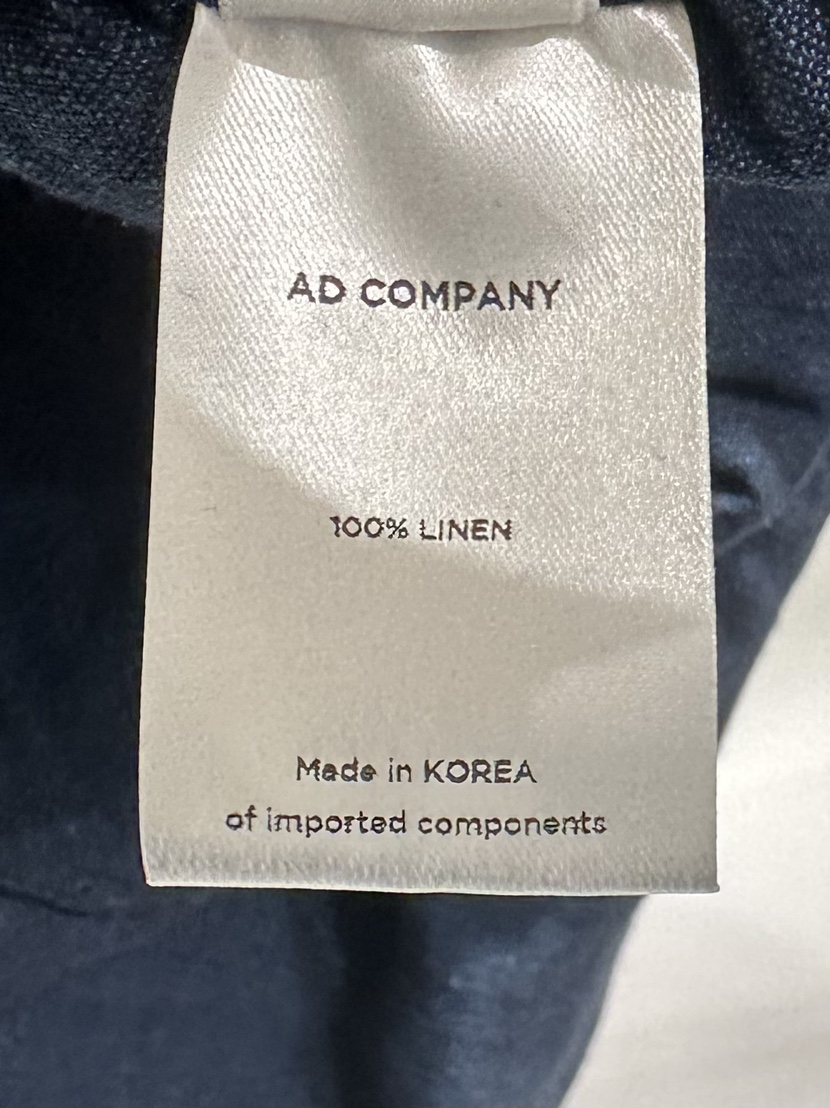 AD COMPANY
100% LINEN
Made in KOREA
of imported components